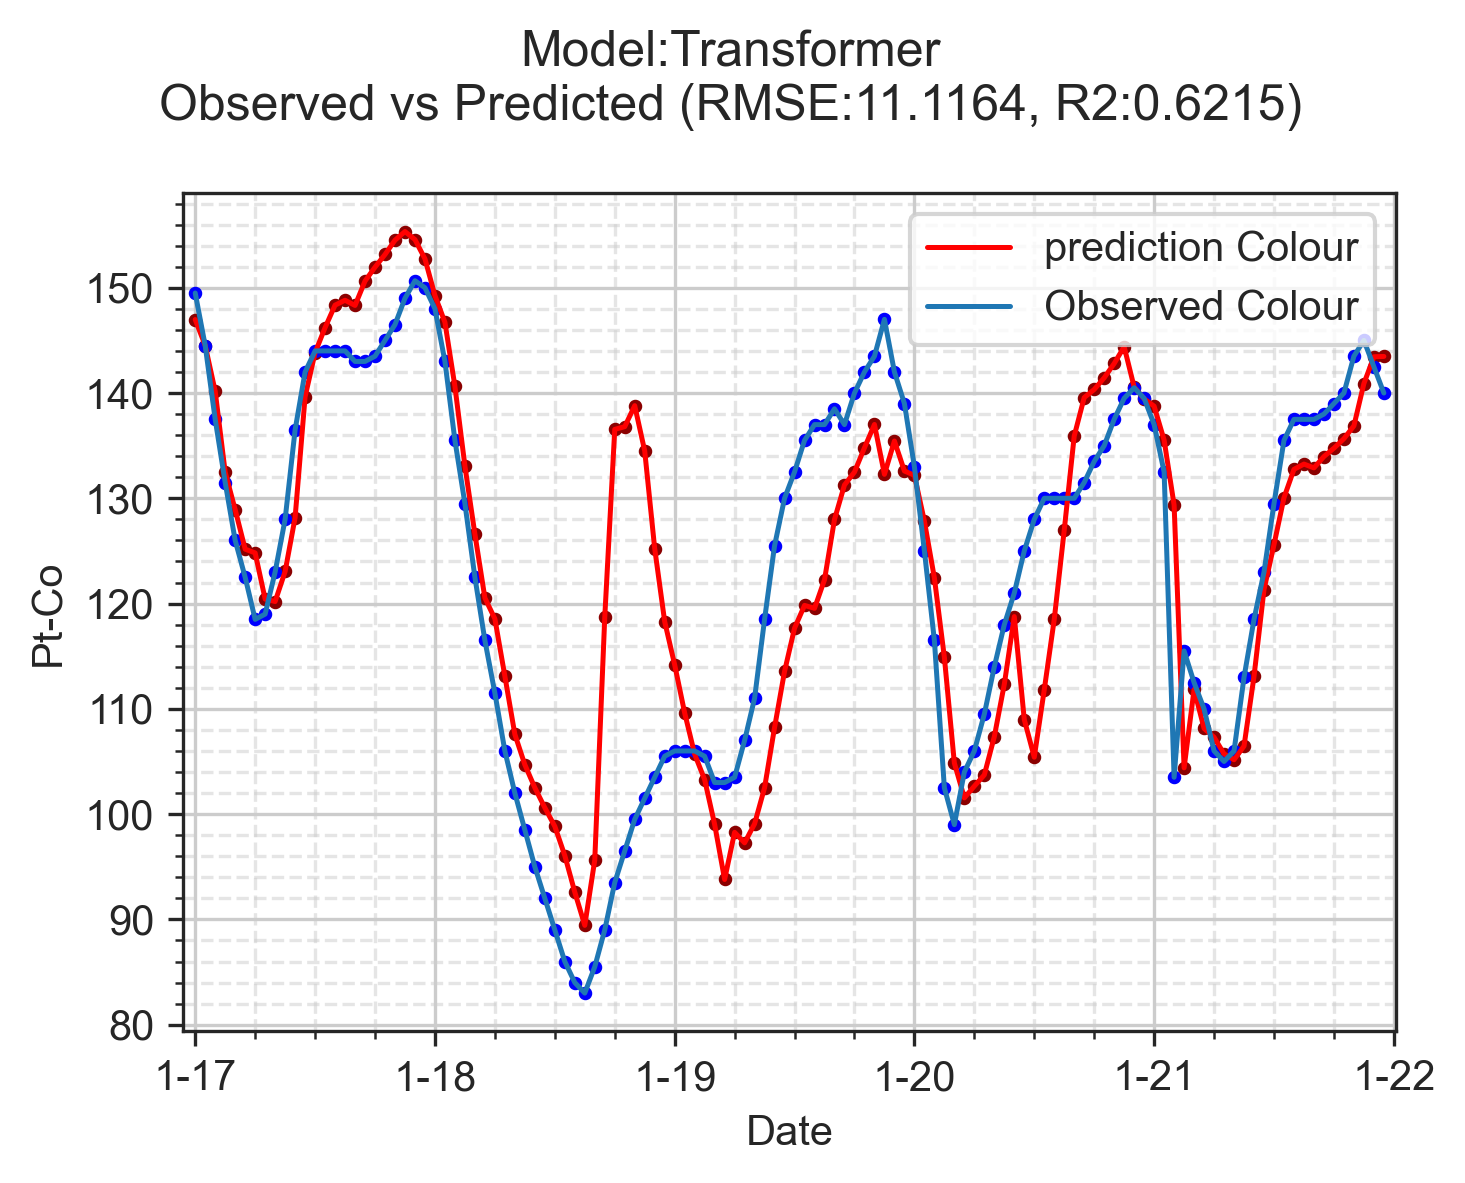 Model:Transformer
Observed vs Predicted (RMSE:11.1164, R2:0.6215)
prediction Colour
Observed Colour
Pt-Co
150
140
130
120
110
100
90
80
1-17
1-18
1-19
1-20
1-21
1-22
Date